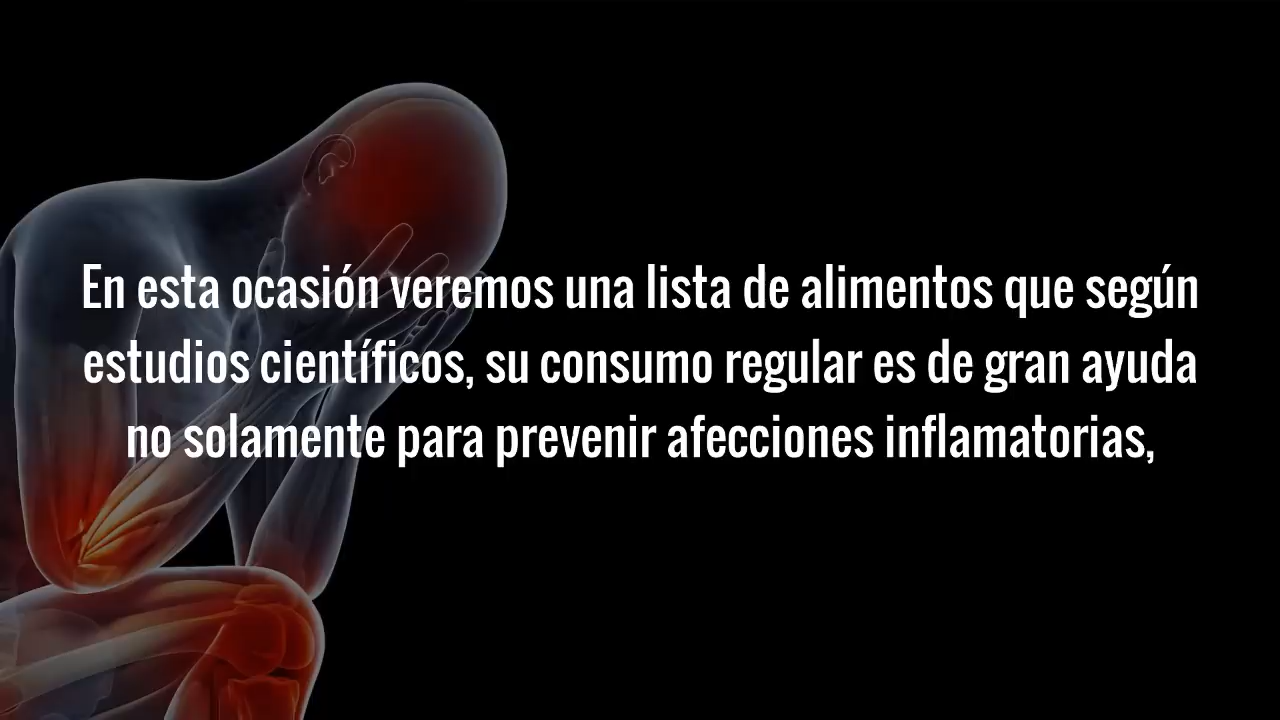 En esta ocasión veremos una lista de alimentos que según
estudios científicos, su consumo regular es de gran ayuda
no solamente para prevenir afecciones inflamatorias,